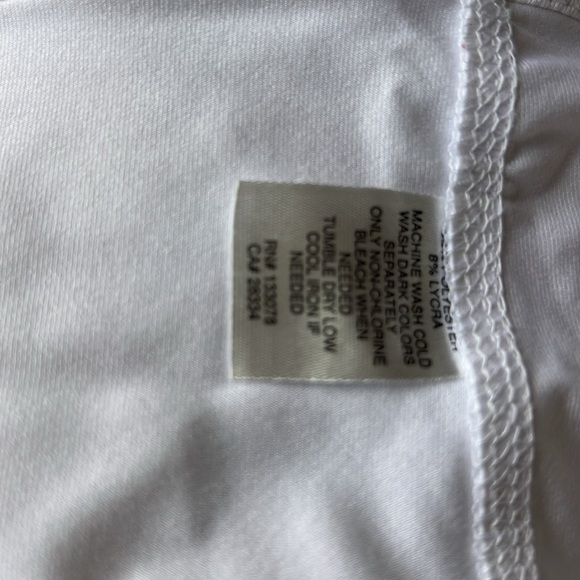 POLYESTER
8% LYCRA
MACHINE WASH COLD
WASH DARK COLORS
SEPARATELY
ONLY NON-CHLORINE
BLEACH WHEN
NEEDED
TUMBLE DRY LOW
COOL IRON IF
NEEDED
RN# 133078
CA# 28334